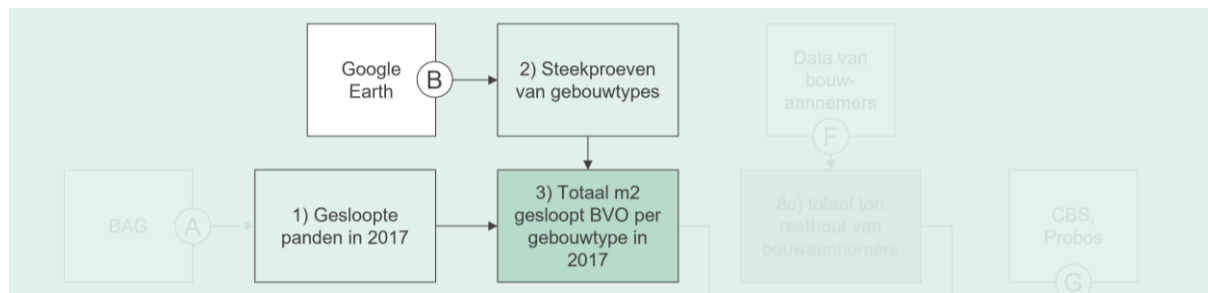 Google
Earth
B
2) Steekproeven
van gebouwtypes
Data van
bouw-
aannemers
F
BAG
A
1) Gesloopte
panden in 2017
3) Totaal m2
gesloopt BVO per
gebouwtype in
2017
8c) totaal ton
resthout van
bouwaannemers
CBS,
Probos
G